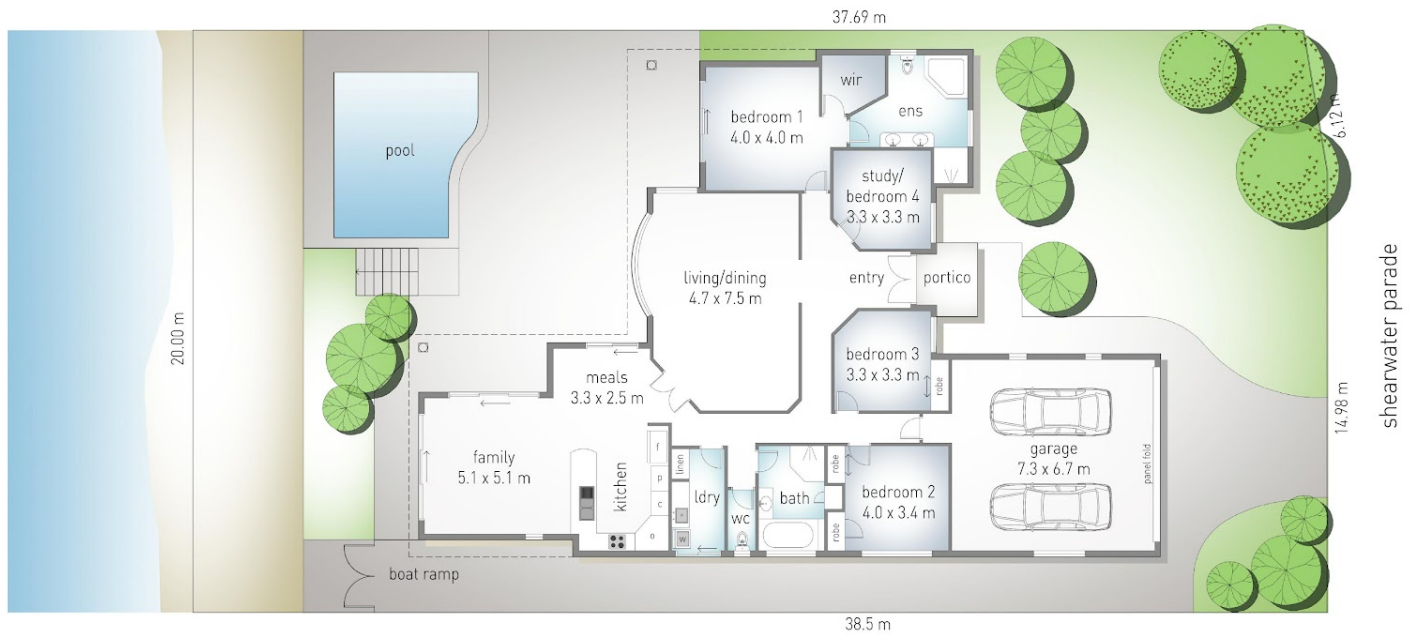 37.69 m
pool
bedroom 1
4.0 x 4.0 m
wir
ens
6.12 m
study/
bedroom 4
3.3 x 3.3 m
living/dining
4.7 x 7.5 m
entry
portico
20.00 m
shearwater parade
bedroom 3
3.3 x 3.3 m
robe
meals
3.3 x 2.5 m
14.98 m
family
5.1 x 5.1 m
kitchen
f
p
c
o
linen
ldry
w
wc
bath
robe
robe
bedroom 2
4.0 x 3.4 m
garage
7.3 x 6.7 m
panel fold
boat ramp
38.5 m